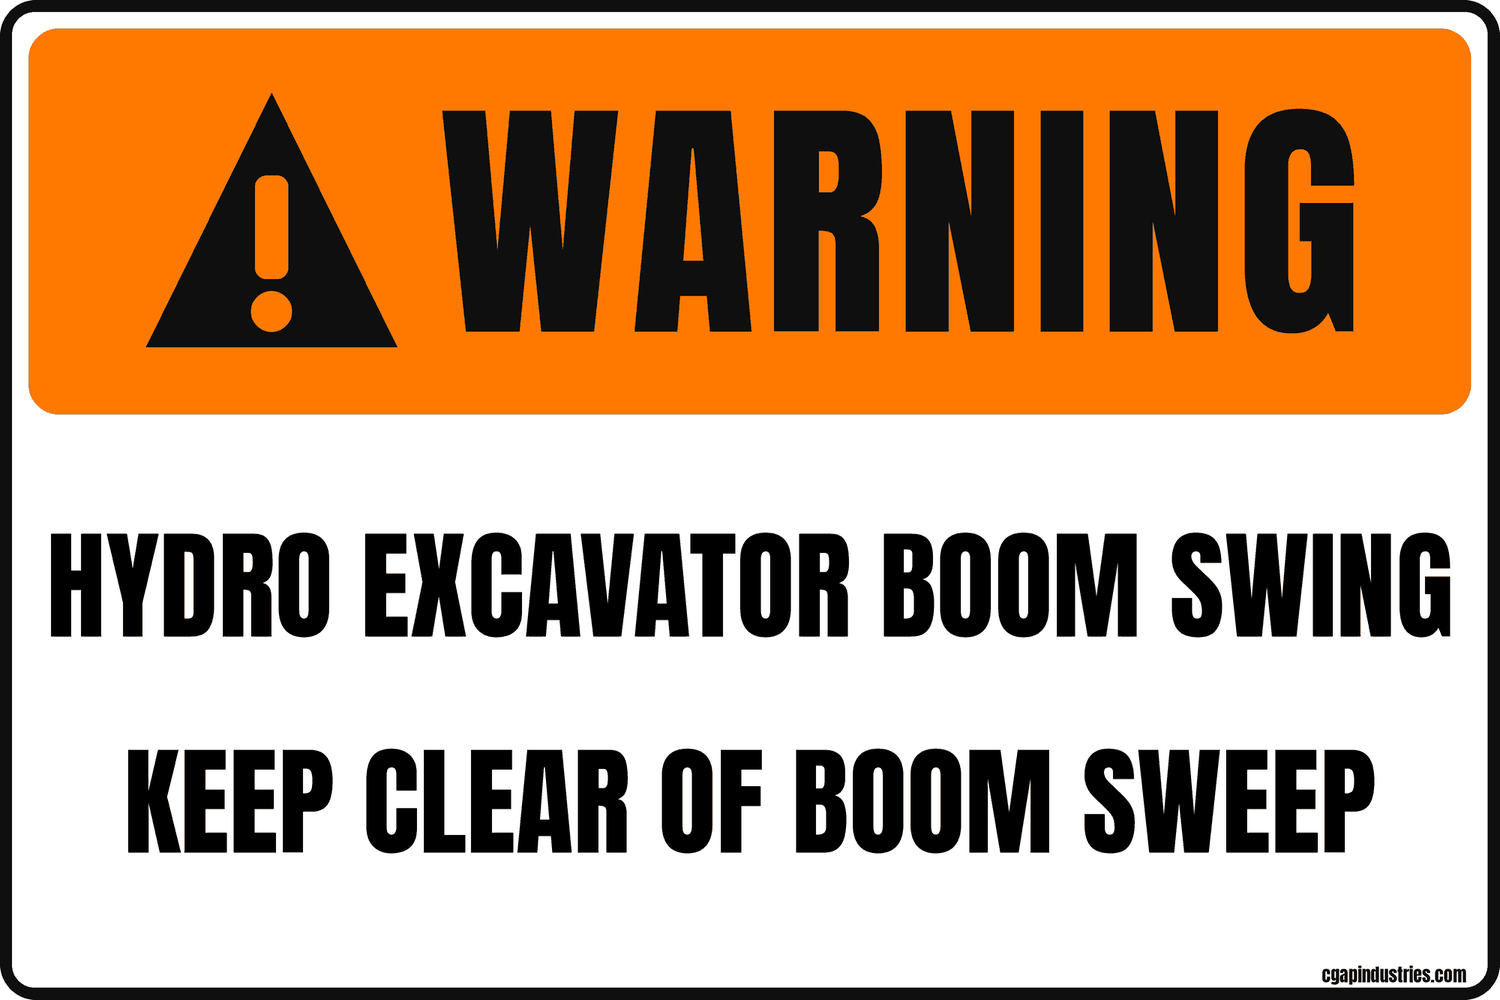 WARNING
HYDRO EXCAVATOR BOOM SWING
KEEP CLEAR OF BOOM SWEEP
cgapindustries.com